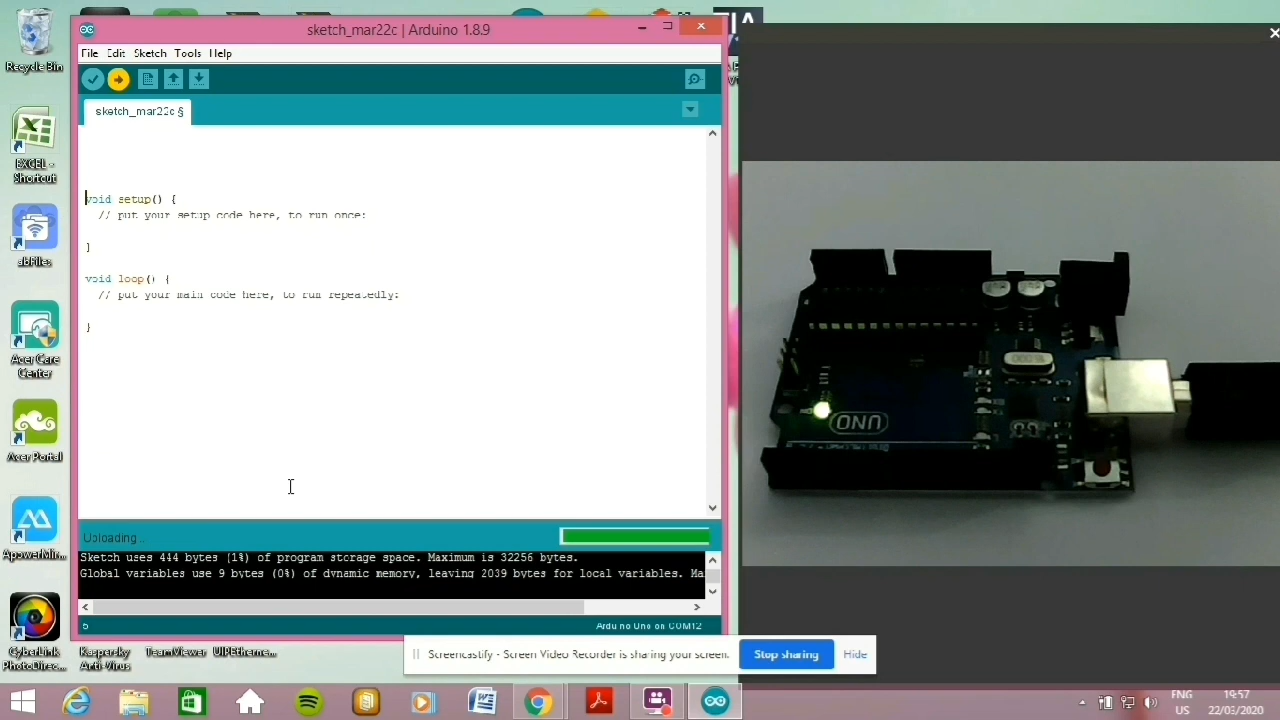 sketch_mar22c | Arduino 1.8.9
File Edit Sketch Tools Help
sketch_mar22c §
void setup() {
// put your setup code here, to run once:
}
void loop() {
// put your main code here, to run repeatedly:
}
Uploading...
Sketch uses 444 bytes (1%) of program storage space. Maximum is 32256 bytes.
Global variables use 9 bytes (0%) of dynamic memory, leaving 2039 bytes for local variables. Ma
5
Arduino Uno on COM12
Recycle Bin
EXCEL - Shortcut
abFiles
Acer Care Center
Acer Portal
ApowerMir...
CyberLink PhotoDirec...
Kaspersky Anti-Virus
TeamViewer
UIPEtherne...
UNO
Screencastify - Screen Video Recorder is sharing your screen.
Stop sharing
Hide
ENG
US
19:57
22/03/2020